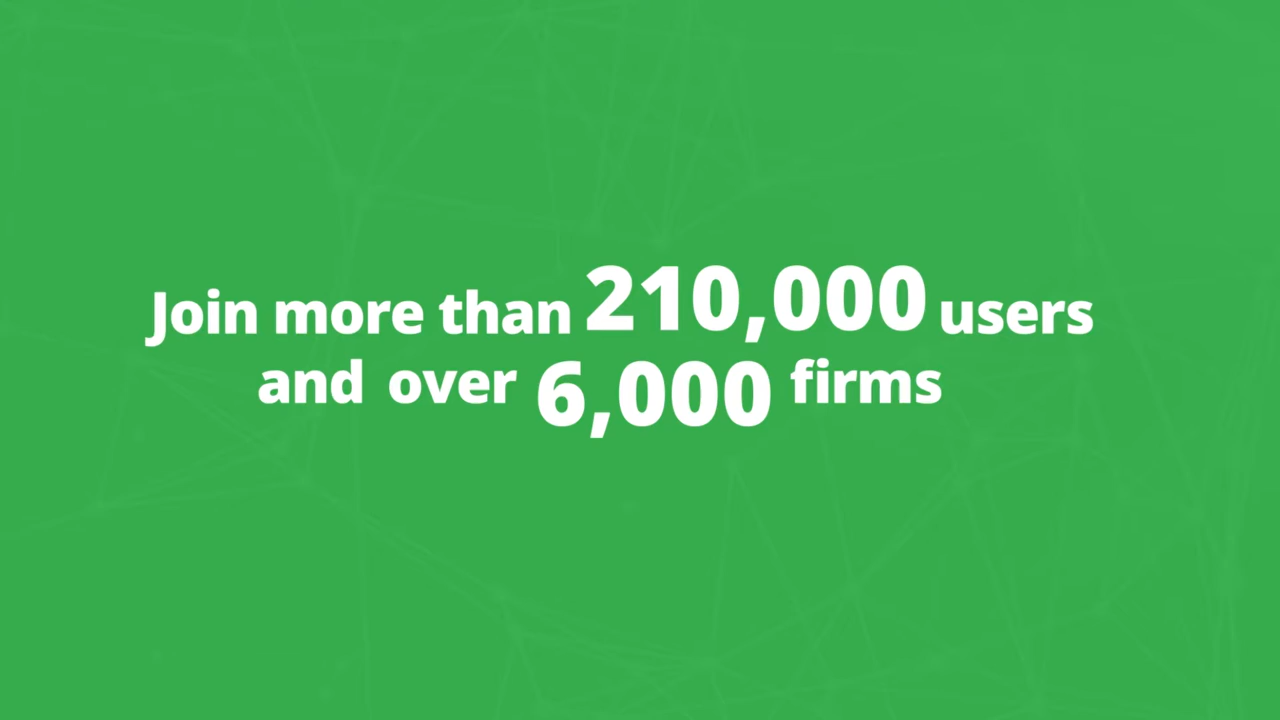 Join more than 210,000 users
and over 6,000 firms